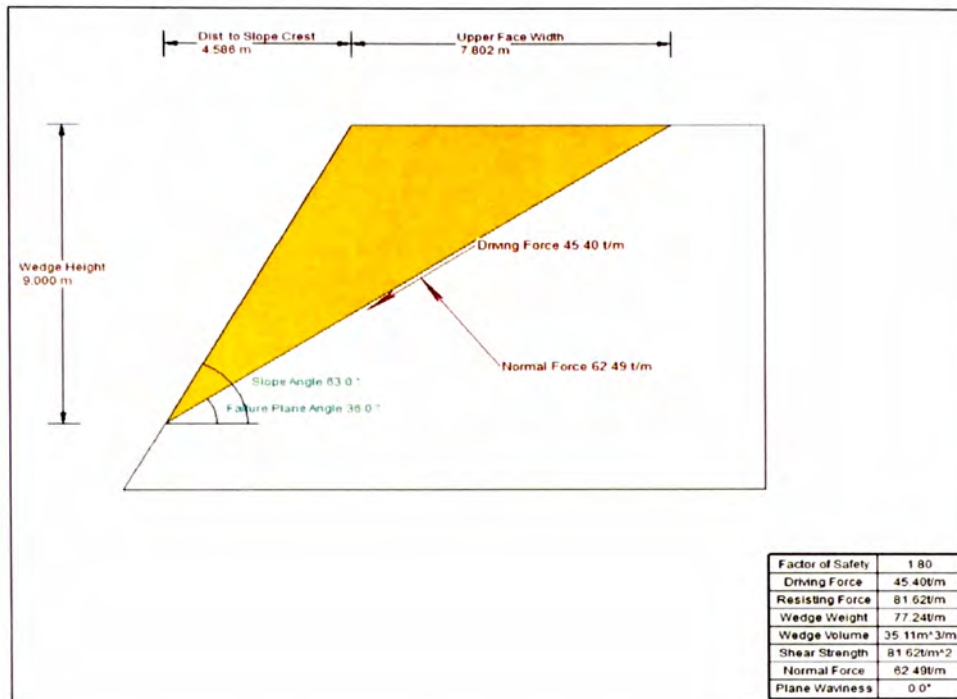 Dist. to Slope Crest
4.586 m
Upper Face Width
7.802 m
Wedge Height
9.000 m
Driving Force 45.40 t/m
Normal Force 62.49 t/m
Slope Angle 63.0 °
Failure Plane Angle 36.0 °
Factor of Safety 1.80
Driving Force 45.40t/m
Resisting Force 81.62t/m
Wedge Weight 77.24t/m
Wedge Volume 35.11m^3/m
Shear Strength 81.62t/m^2
Normal Force 62.49t/m
Plane Waviness 0.0°